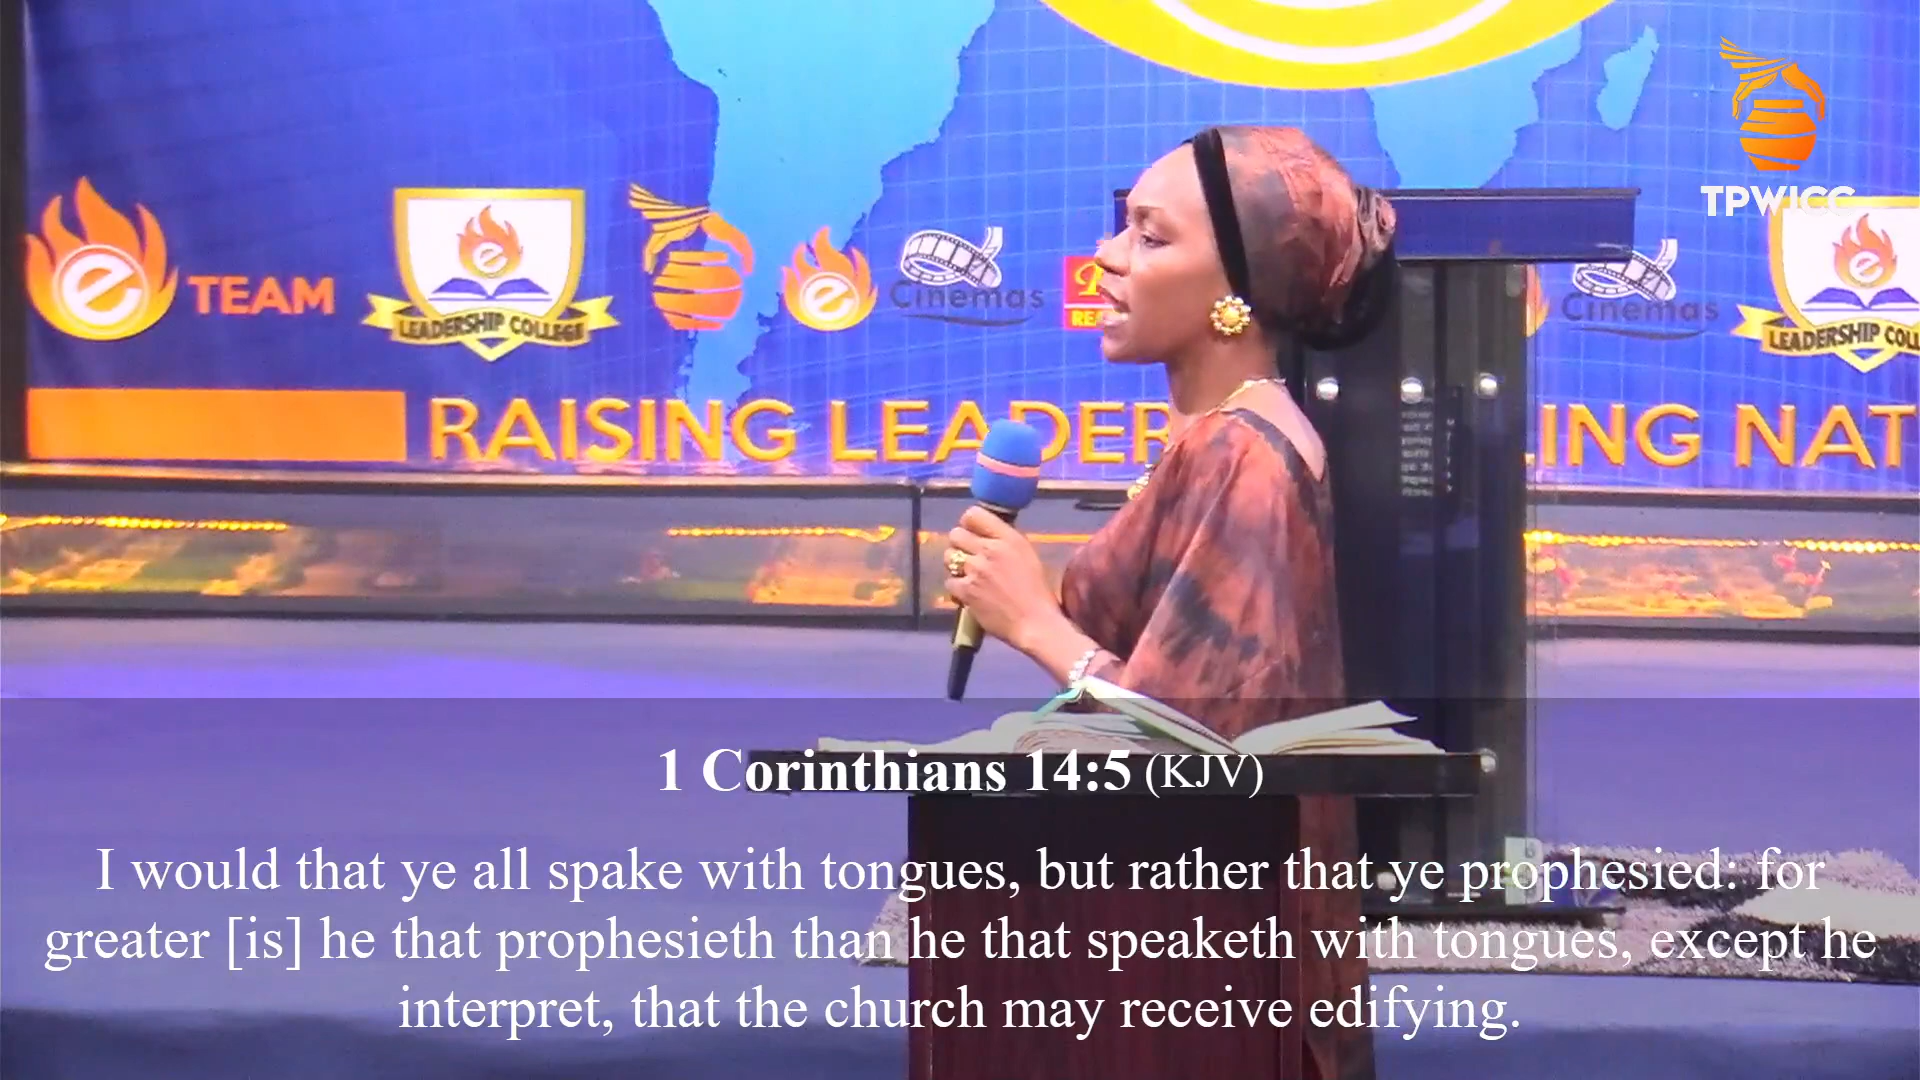 TPWICC
e TEAM
e
LEADERSHIP COLLEGE
e
Cinemas
REA
Cinemas
e
LEADERSHIP COLL
RAISING LEADER
ING NAT
1 Corinthians 14:5 (KJV)
I would that ye all spake with tongues, but rather that ye prophesied: for
greater [is] he that prophesieth than he that speaketh with tongues, except he
interpret, that the church may receive edifying.